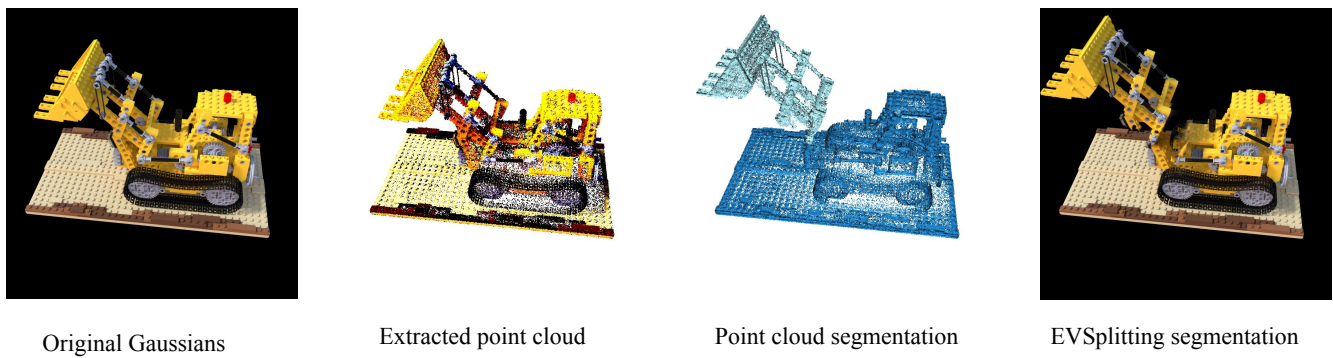 Original Gaussians
Extracted point cloud
Point cloud segmentation
EVSplitting segmentation